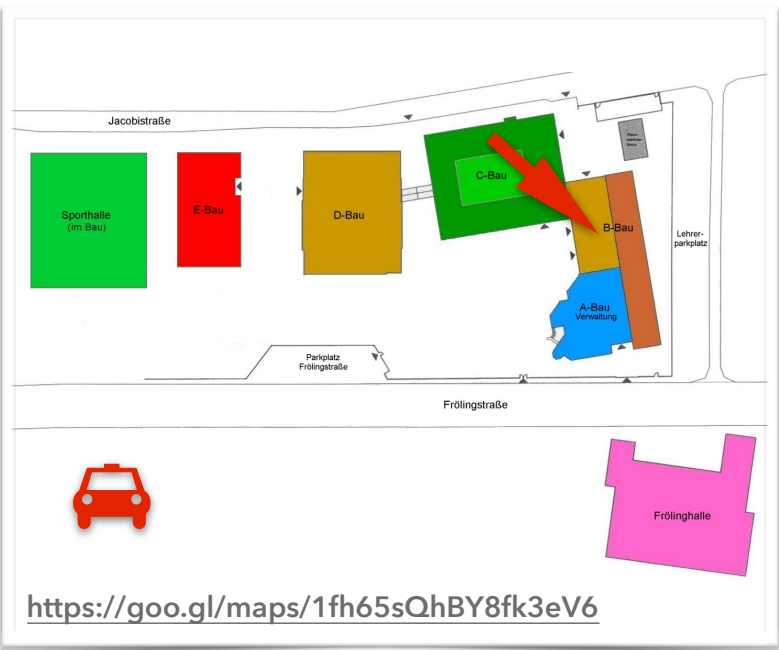 Jacobistraße
Sporthalle
(im Bau)
E-Bau
D-Bau
C-Bau
B-Bau
Lehrer-
parkplatz
A-Bau
Verwaltung
Parkplatz
Frölingstraße
Frölingstraße
Frölinghalle
https://goo.gl/maps/1fh65sQhBY8fk3eV6